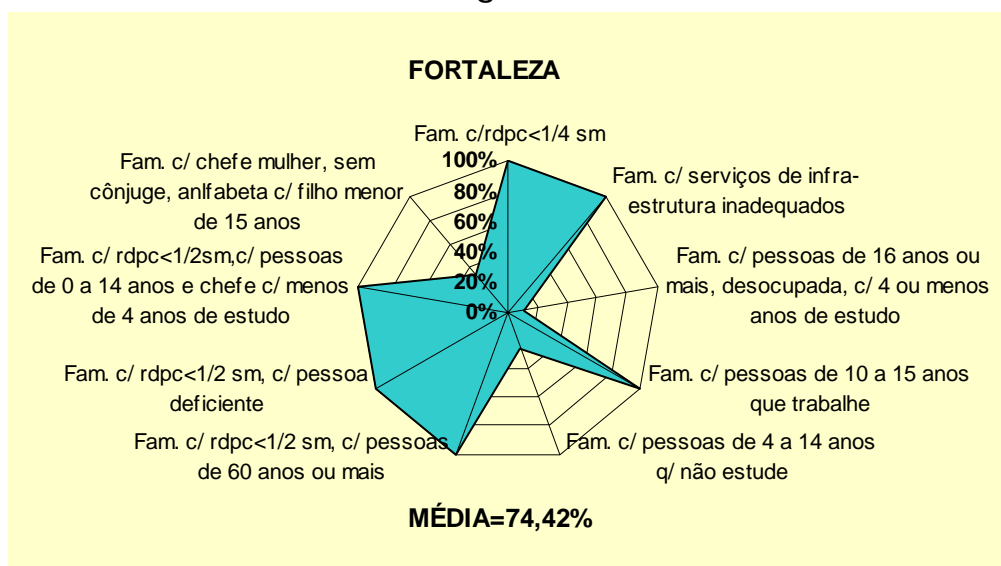 FORTALEZA
Fam. c/rdpc<1/4 sm
100%
80%
60%
40%
20%
0%
Fam. c/ serviços de infra-
estrutura inadequados
Fam. c/ pessoas de 16 anos ou
mais, desocupada, c/ 4 ou menos
anos de estudo
Fam. c/ pessoas de 10 a 15 anos
que trabalhe
Fam. c/ pessoas de 4 a 14 anos
q/ não estude
Fam. c/ rdpc<1/2 sm, c/ pessoas
de 60 anos ou mais
Fam. c/ rdpc<1/2 sm, c/ pessoa
deficiente
Fam. c/ rdpc<1/2sm,c/ pessoas
de 0 a 14 anos e chefe c/ menos
de 4 anos de estudo
Fam. c/ chefe mulher, sem
cônjuge, anlfabeta c/ filho menor
de 15 anos
MÉDIA=74,42%